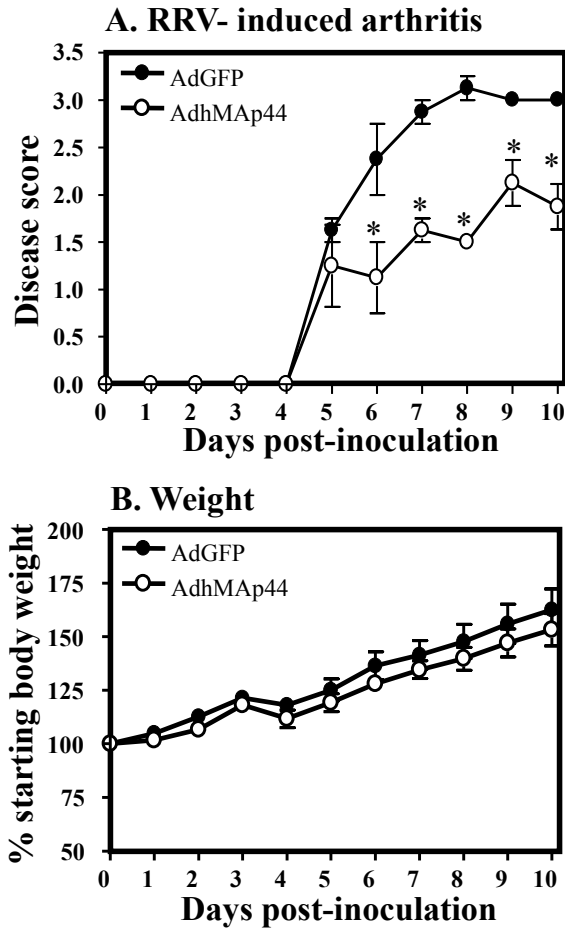 A. RRV- induced arthritis
3.5
3.0
2.5
2.0
1.5
1.0
0.5
0.0
Disease score
AdGFP
AdhMAp44
* * * * *
0 1 2 3 4 5 6 7 8 9 10
Days post-inoculation
B. Weight
200
175
150
125
100
75
50
% starting body weight
AdGFP
AdhMAp44
0 1 2 3 4 5 6 7 8 9 10
Days post-inoculation